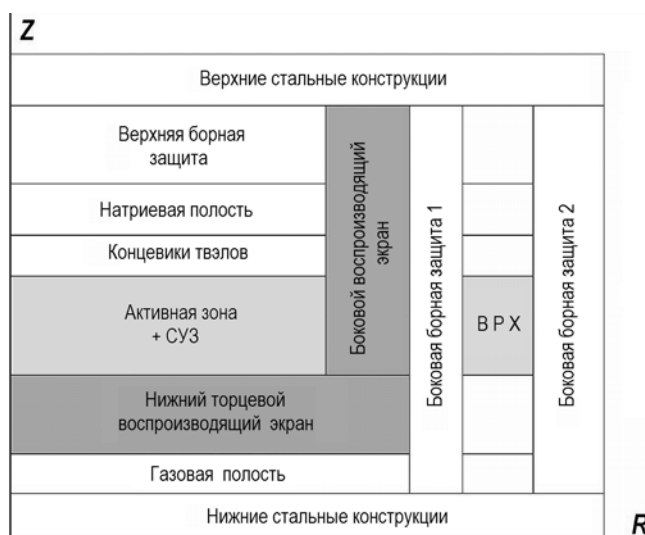 Z
Верхние стальные конструкции
Верхняя борная
защита
Натриевая полость
Концевики твэлов
Активная зона
+ СУЗ
Боковой воспроизводящий
экран
Боковая борная защита 1
В Р Х
Боковая борная защита 2
Нижний торцевой
воспроизводящий экран
Газовая полость
Нижние стальные конструкции
R